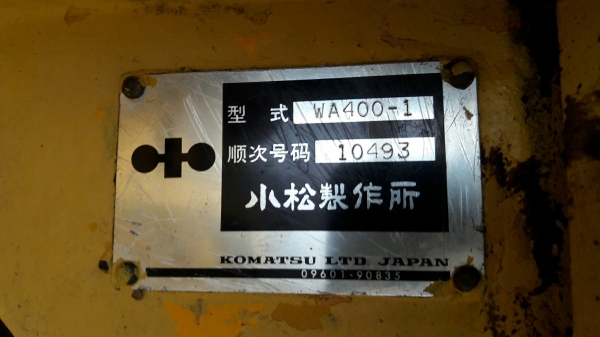 型 式 WA400-1
顺次号码 10493
小松製作所
KOMATSU LTD. JAPAN
09601-90835